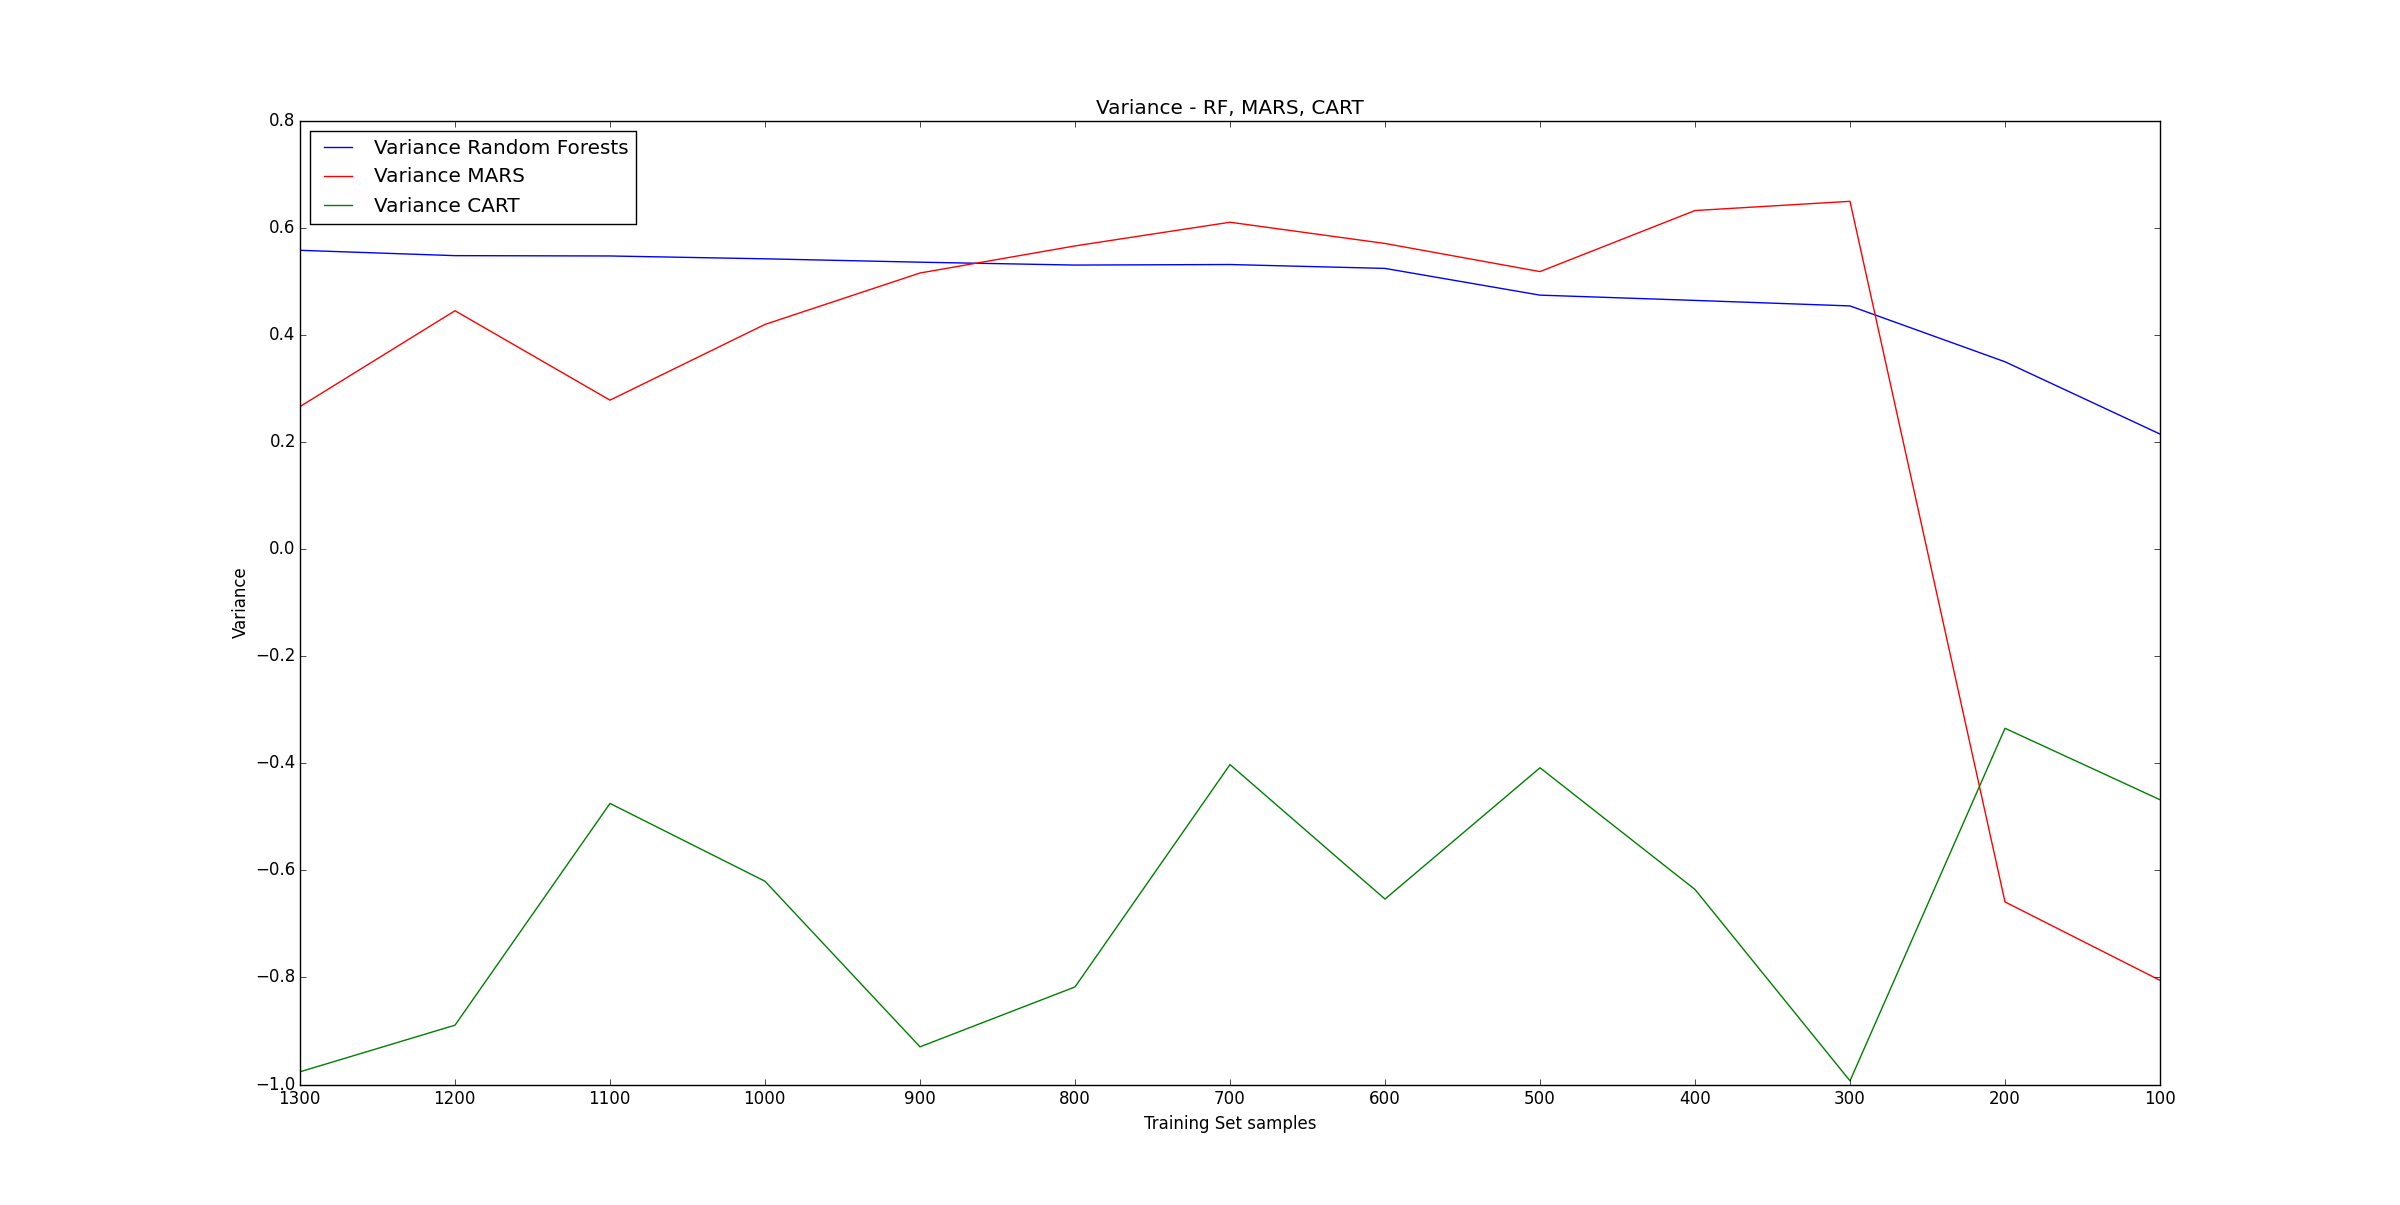 Variance - RF, MARS, CART
Variance Random Forests
Variance MARS
Variance CART
0.8
0.6
0.4
0.2
0.0
−0.2
−0.4
−0.6
−0.8
−1.0
Variance
1300 1200 1100 1000 900 800 700 600 500 400 300 200 100
Training Set samples